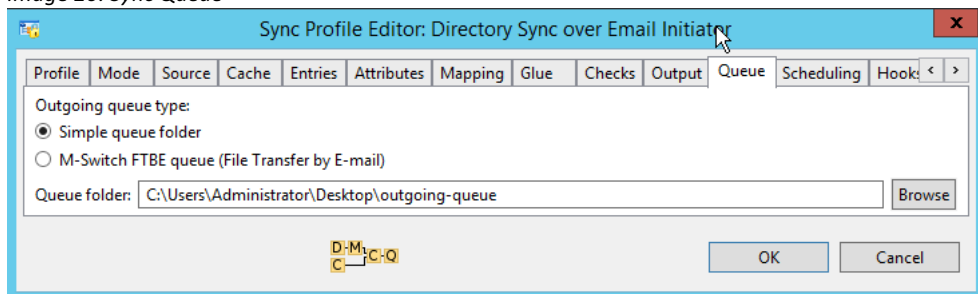 Image 20: Sync Queue
Sync Profile Editor: Directory Sync over Email Initiator
x
Profile Mode Source Cache Entries Attributes Mapping Glue Checks Output Queue Scheduling Hooks < >
Outgoing queue type:
Simple queue folder
M-Switch FTBE queue (File Transfer by E-mail)
Queue folder: C:\Users\Administrator\Desktop\outgoing-queue Browse
D-M C-Q
C
OK Cancel